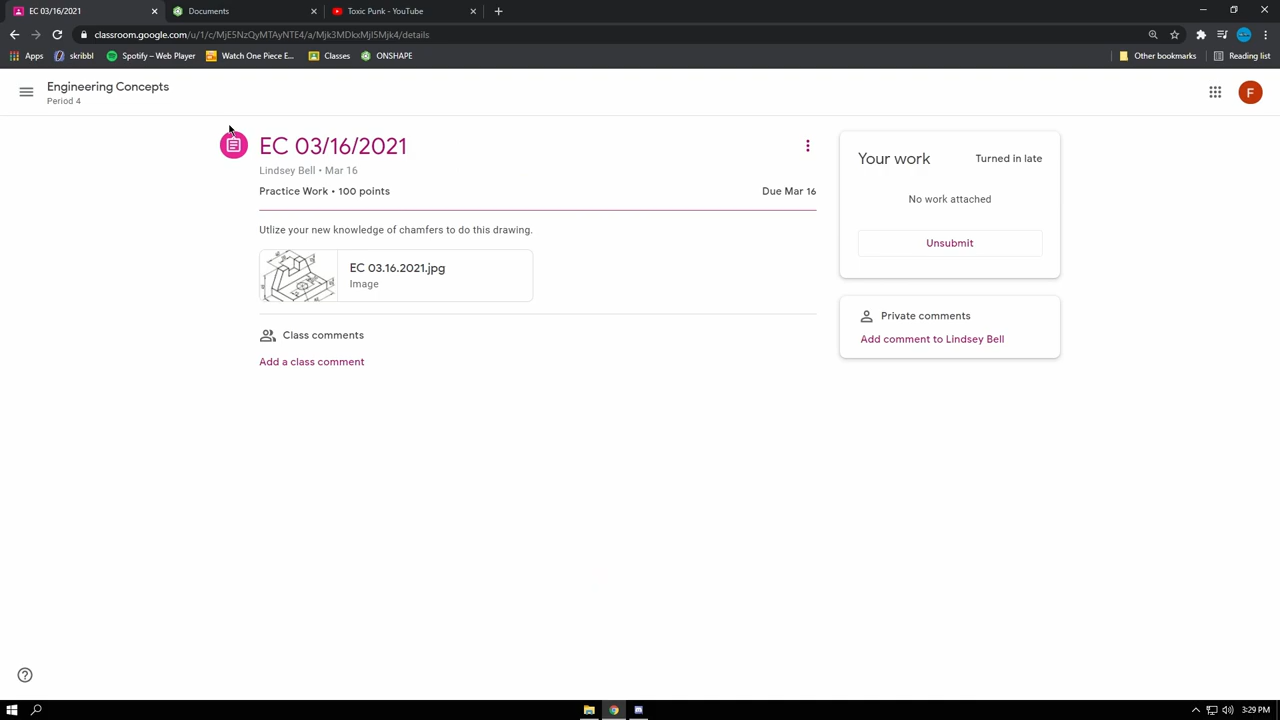 EC 03/16/2021
Documents
Toxic Punk - YouTube
classroom.google.com/u/1/c/MjE5NzQyMTAyNTE4/a/Mjk3MDkxMjI5Mjk4/details
Apps
skribbl
Spotify – Web Player
Watch One Piece E...
Classes
ONSHAPE
Other bookmarks
Reading list
Engineering Concepts
Period 4
F
EC 03/16/2021
Lindsey Bell • Mar 16
Practice Work • 100 points
Due Mar 16
Utlize your new knowledge of chamfers to do this drawing.
EC 03.16.2021.jpg
Image
Class comments
Add a class comment
Your work
Turned in late
No work attached
Unsubmit
Private comments
Add comment to Lindsey Bell
3:29 PM